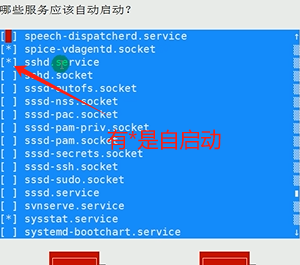 哪些服务应该自动启动?
[ ] speech-dispatcherd.service
[*] spice-vdagentd.socket
[*] sshd.service
[ ] sshd.socket
[ ] sssd-autofs.socket
[ ] sssd-nss.socket
[ ] sssd-pac.socket
[ ] sssd-pam-priv.socket
[ ] sssd-pam.socket
[ ] sssd-secrets.socket
[ ] sssd-ssh.socket
[ ] sssd-sudo.socket
[ ] sssd.service
[ ] svnserve.service
[*] sysstat.service
[ ] systemd-bootchart.service
有*是自启动